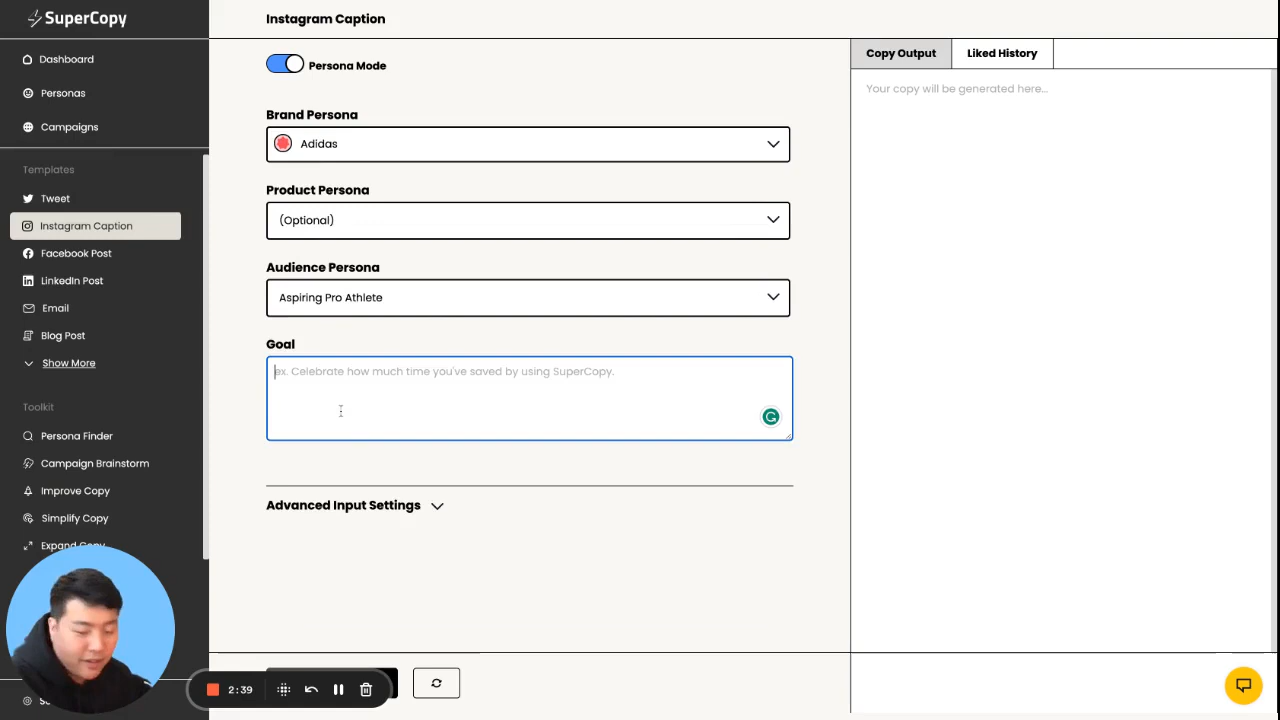 SuperCopy
Dashboard
Personas
Campaigns
Templates
Tweet
Instagram Caption
Facebook Post
LinkedIn Post
Email
Blog Post
Show More
Toolkit
Persona Finder
Campaign Brainstorm
Improve Copy
Simplify Copy
Expand Copy
Instagram Caption
Persona Mode
Brand Persona
Adidas
Product Persona
(Optional)
Audience Persona
Aspiring Pro Athlete
Goal
ex. Celebrate how much time you've saved by using SuperCopy.
Advanced Input Settings
2:39
Copy Output
Liked History
Your copy will be generated here...